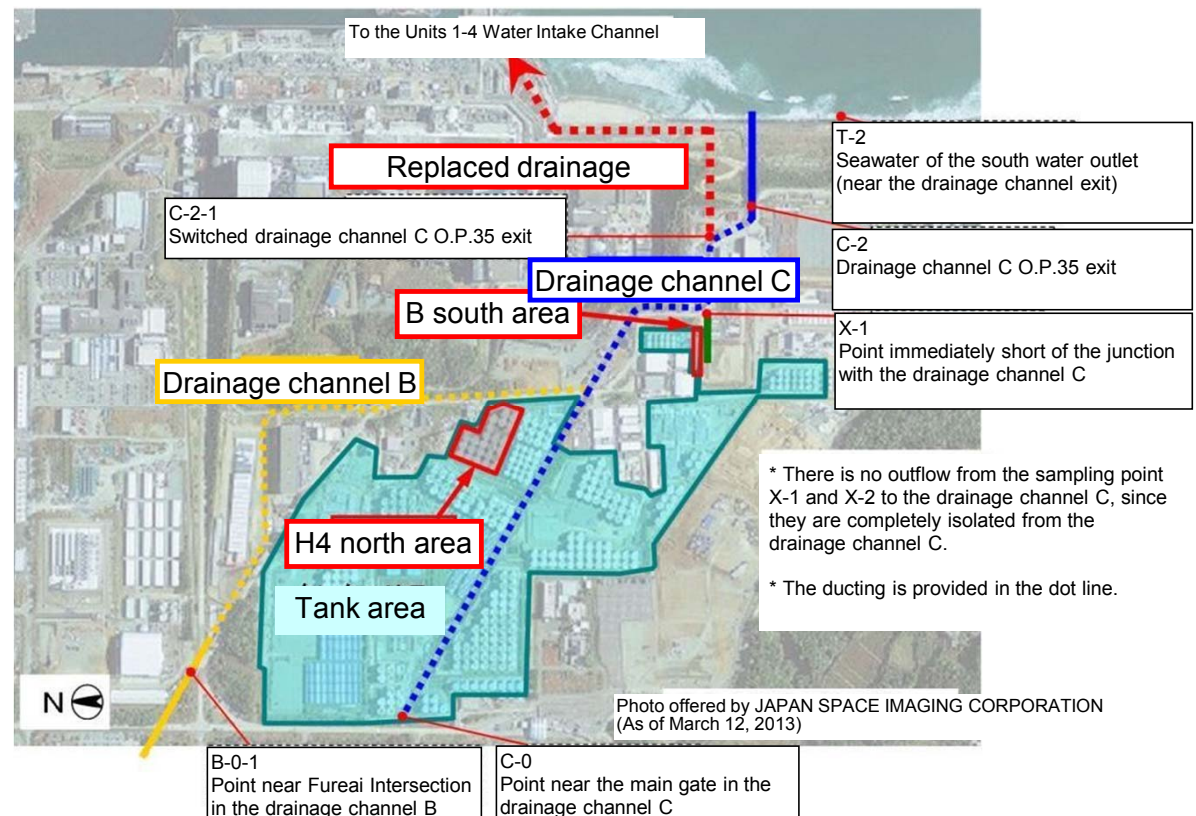 To the Units 1-4 Water Intake Channel
T-2
Seawater of the south water outlet
(near the drainage channel exit)
Replaced drainage
C-2-1
Switched drainage channel C O.P.35 exit
C-2
Drainage channel C O.P.35 exit
Drainage channel C
B south area
X-1
Point immediately short of the junction
with the drainage channel C
Drainage channel B
* There is no outflow from the sampling point
X-1 and X-2 to the drainage channel C, since
they are completely isolated from the
drainage channel C.
* The ducting is provided in the dot line.
H4 north area
Tank area
N
Photo offered by JAPAN SPACE IMAGING CORPORATION
(As of March 12, 2013)
B-0-1
Point near Fureai Intersection
in the drainage channel B
C-0
Point near the main gate in the
drainage channel C